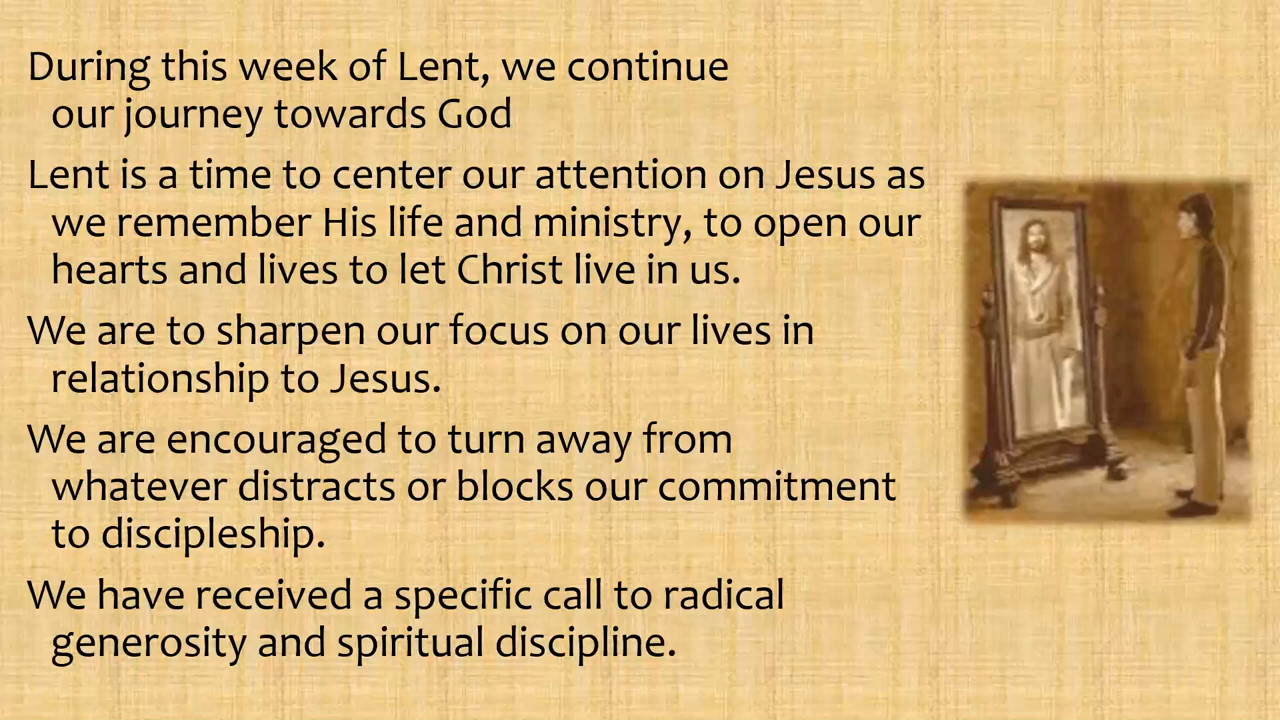 During this week of Lent, we continue
our journey towards God
Lent is a time to center our attention on Jesus as
we remember His life and ministry, to open our
hearts and lives to let Christ live in us.
We are to sharpen our focus on our lives in
relationship to Jesus.
We are encouraged to turn away from
whatever distracts or blocks our commitment
to discipleship.
We have received a specific call to radical
generosity and spiritual discipline.